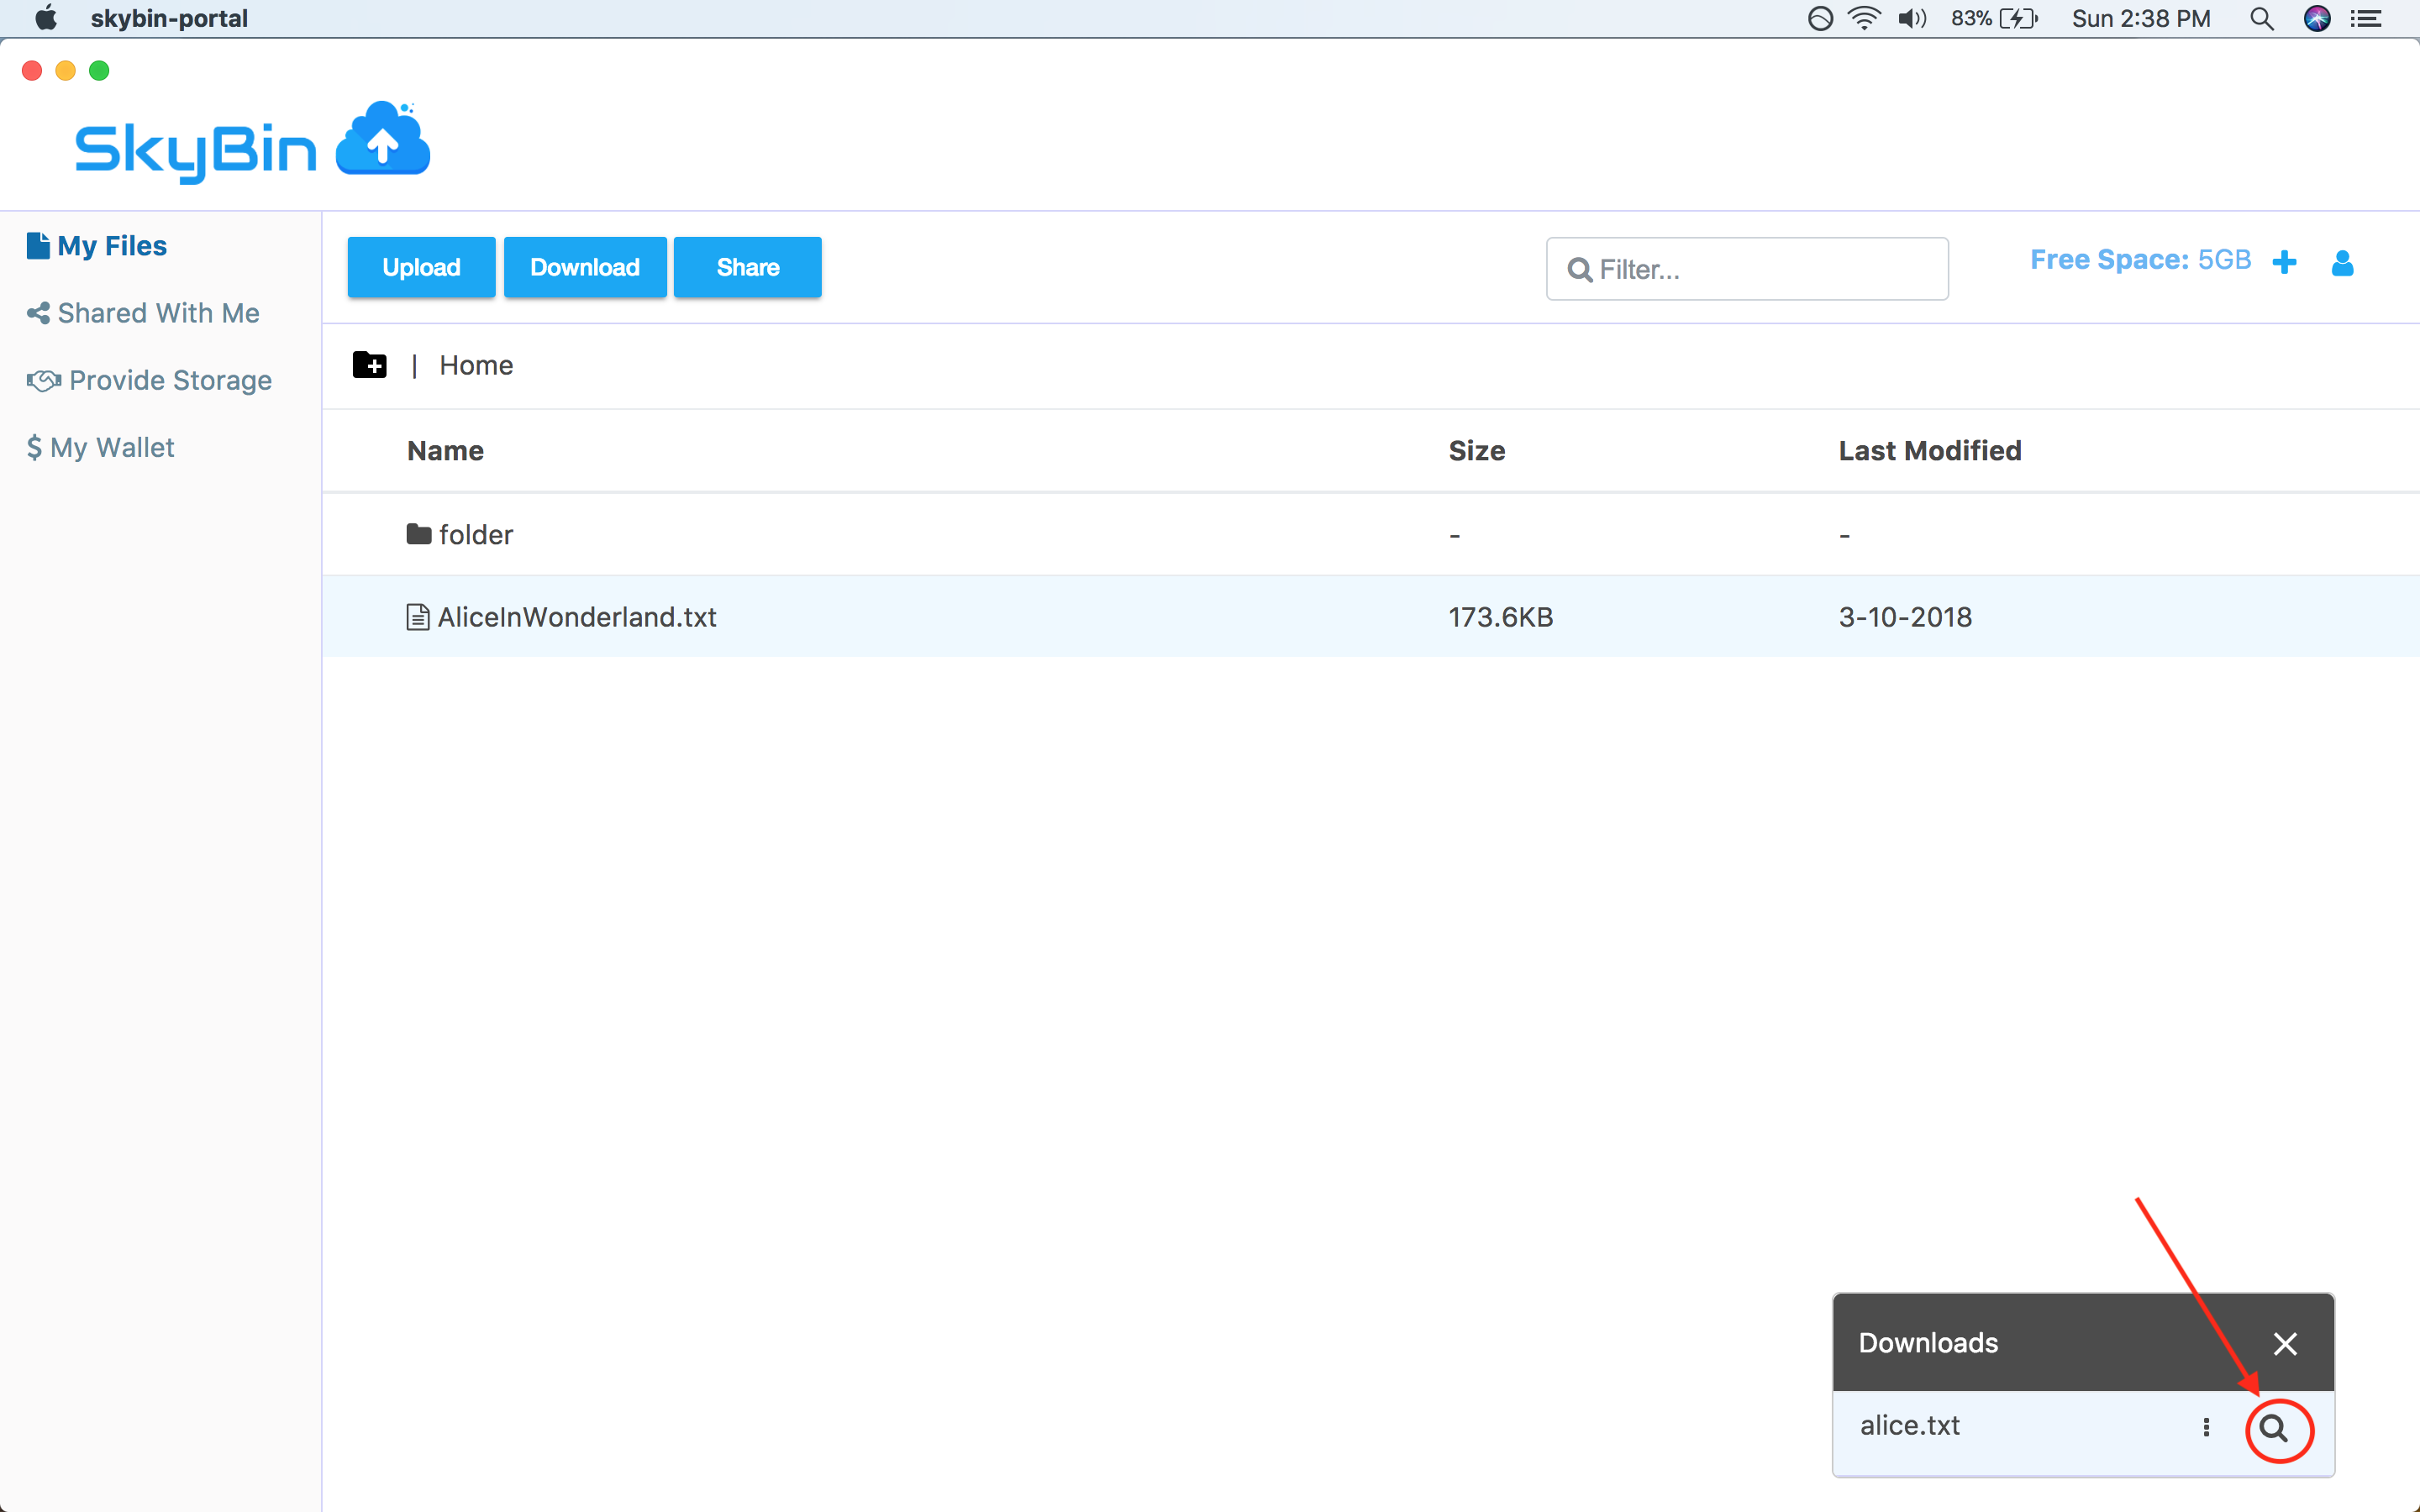 skybin-portal 83% Sun 2:38 PM
SkyBin
My Files
Shared With Me
Provide Storage
$ My Wallet
Upload Download Share Filter... Free Space: 5GB
| Home
Name Size Last Modified
folder - -
AliceInWonderland.txt 173.6KB 3-10-2018
Downloads
alice.txt